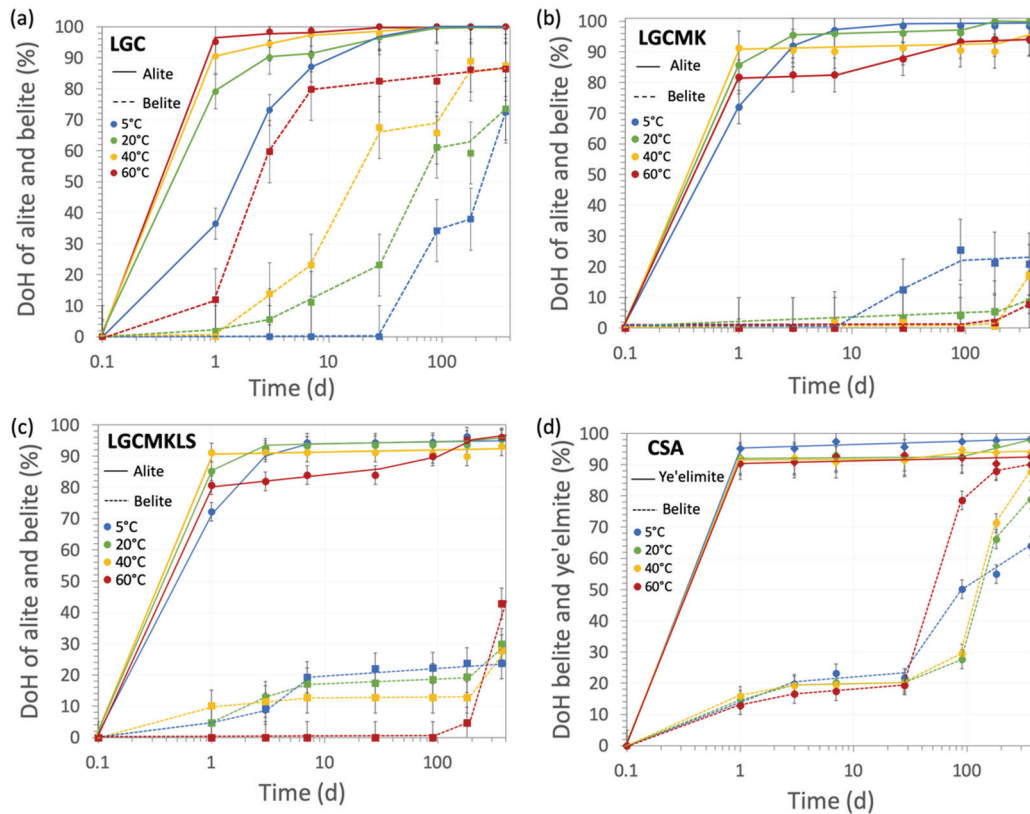 (a)
LGC
DoH of alite and belite (%)
100
90
80
70
60
50
40
30
20
10
0
Alite
Belite
5°C
20°C
40°C
60°C
0.1
1
10
100
Time (d)
(b)
LGCMK
DoH of alite and belite (%)
100
90
80
70
60
50
40
30
20
10
0
Alite
Belite
5°C
20°C
40°C
60°C
0.1
1
10
100
Time (d)
(c)
LGCMKLS
DoH of alite and belite (%)
100
90
80
70
60
50
40
30
20
10
0
Alite
Belite
5°C
20°C
40°C
60°C
0.1
1
10
100
Time (d)
(d)
CSA
DoH belite and ye'elmite (%)
100
90
80
70
60
50
40
30
20
10
0
Ye'elimite
Belite
5°C
20°C
40°C
60°C
0.1
1
10
100
Time (d)